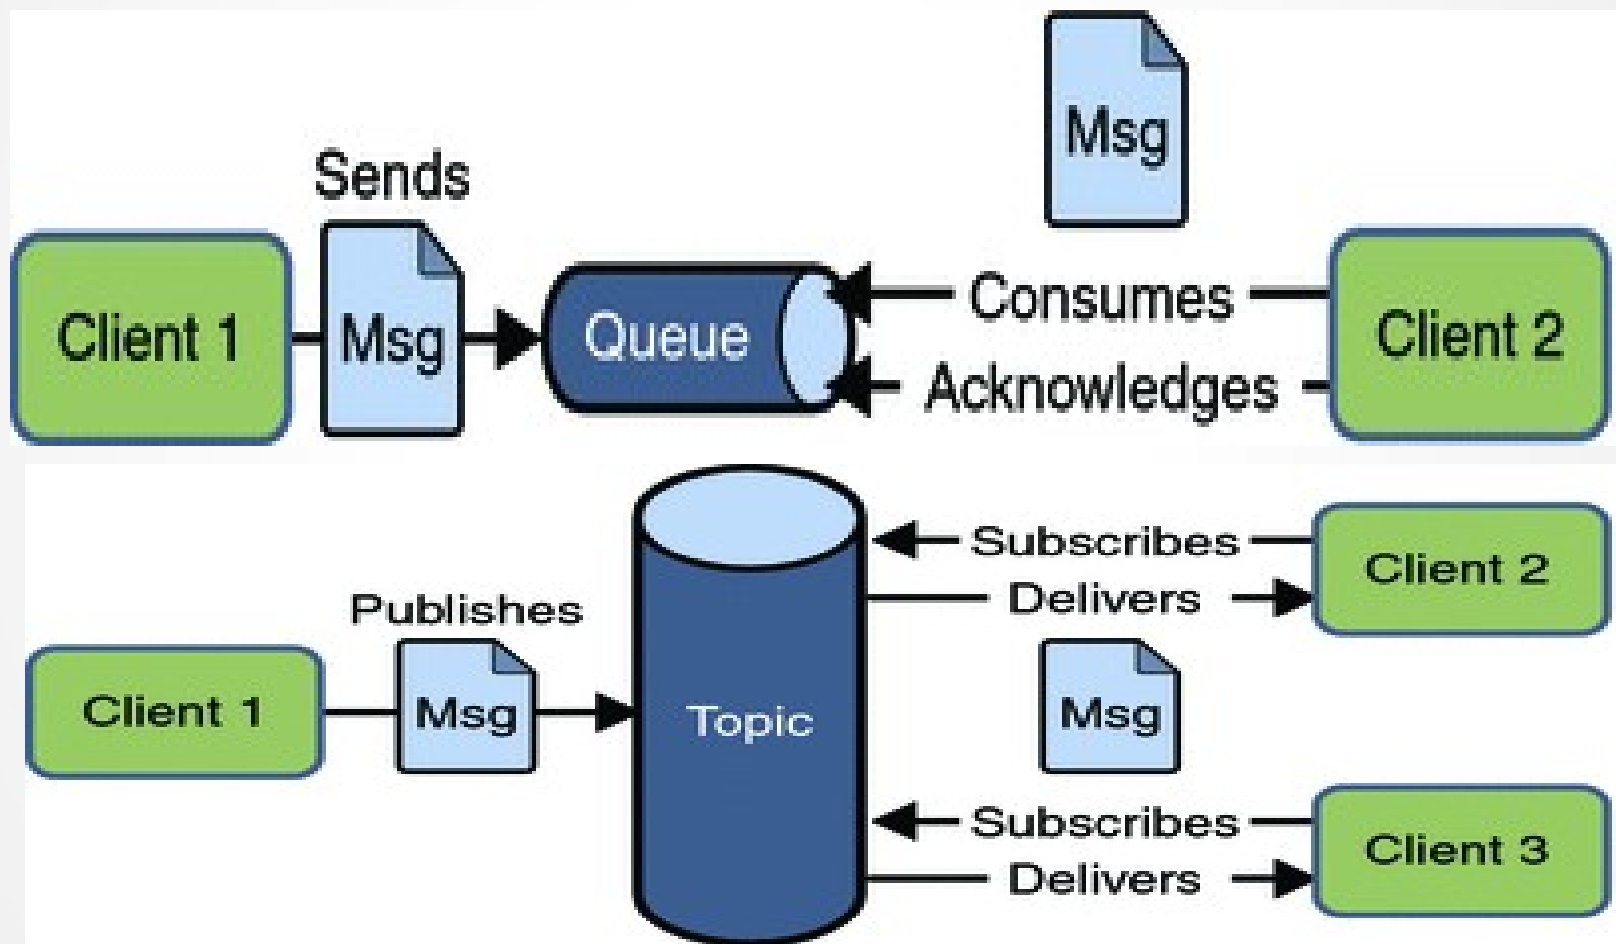 Msg
Sends
Client 1
Msg
Queue
Consumes
Acknowledges
Client 2
Publishes
Client 1
Msg
Topic
Subscribes
Delivers
Client 2
Msg
Subscribes
Delivers
Client 3